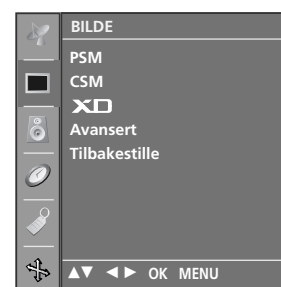 BILDE
PSM
CSM
XD
Avansert
Tilbakestille
▲▼ ◄► OK MENU